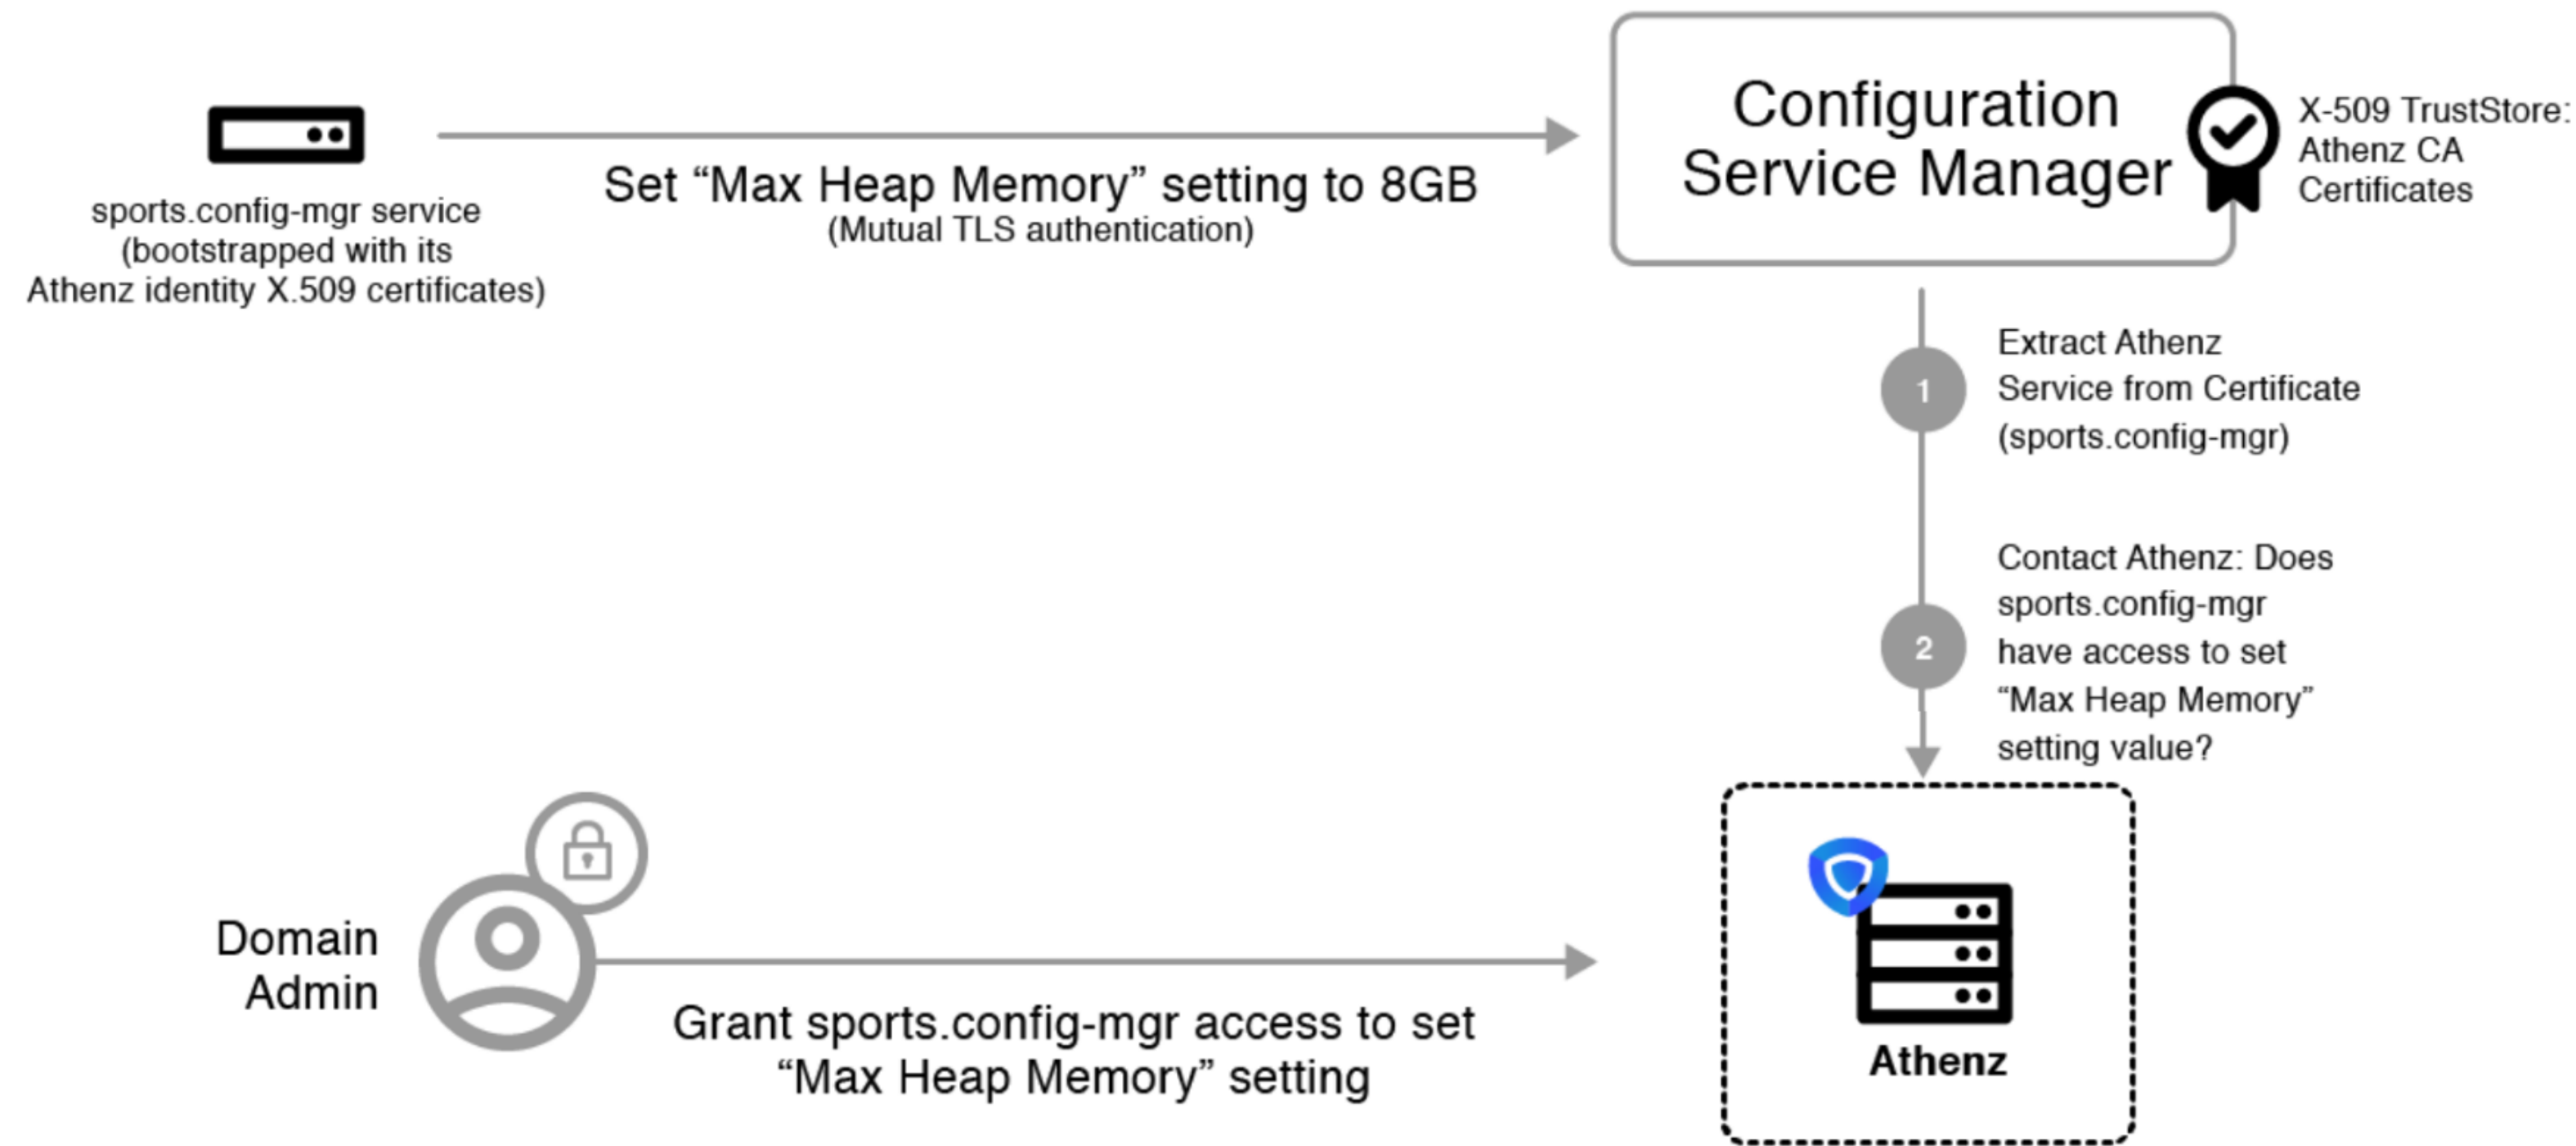 Configuration
Service Manager
X-509 TrustStore:
Athenz CA
Certificates
sports.config-mgr service
(bootstrapped with its
Athenz identity X.509 certificates)
Set “Max Heap Memory” setting to 8GB
(Mutual TLS authentication)
1
Extract Athenz
Service from Certificate
(sports.config-mgr)
2
Contact Athenz: Does
sports.config-mgr
have access to set
“Max Heap Memory”
setting value?
Domain
Admin
Grant sports.config-mgr access to set
“Max Heap Memory” setting
Athenz